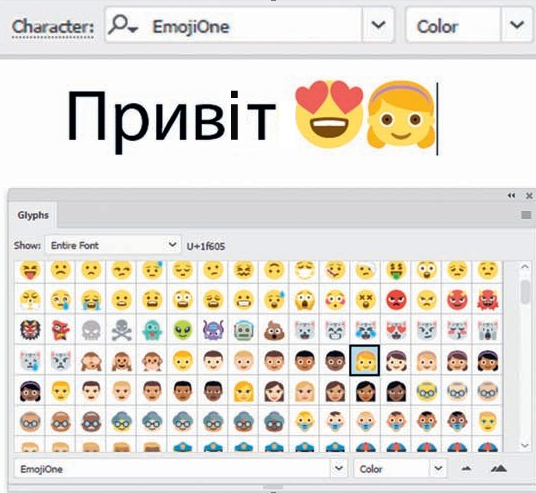 Character: EmojiOne Color
Привіт
Glyphs
Show: Entire Font U+1f605
EmojiOne Color